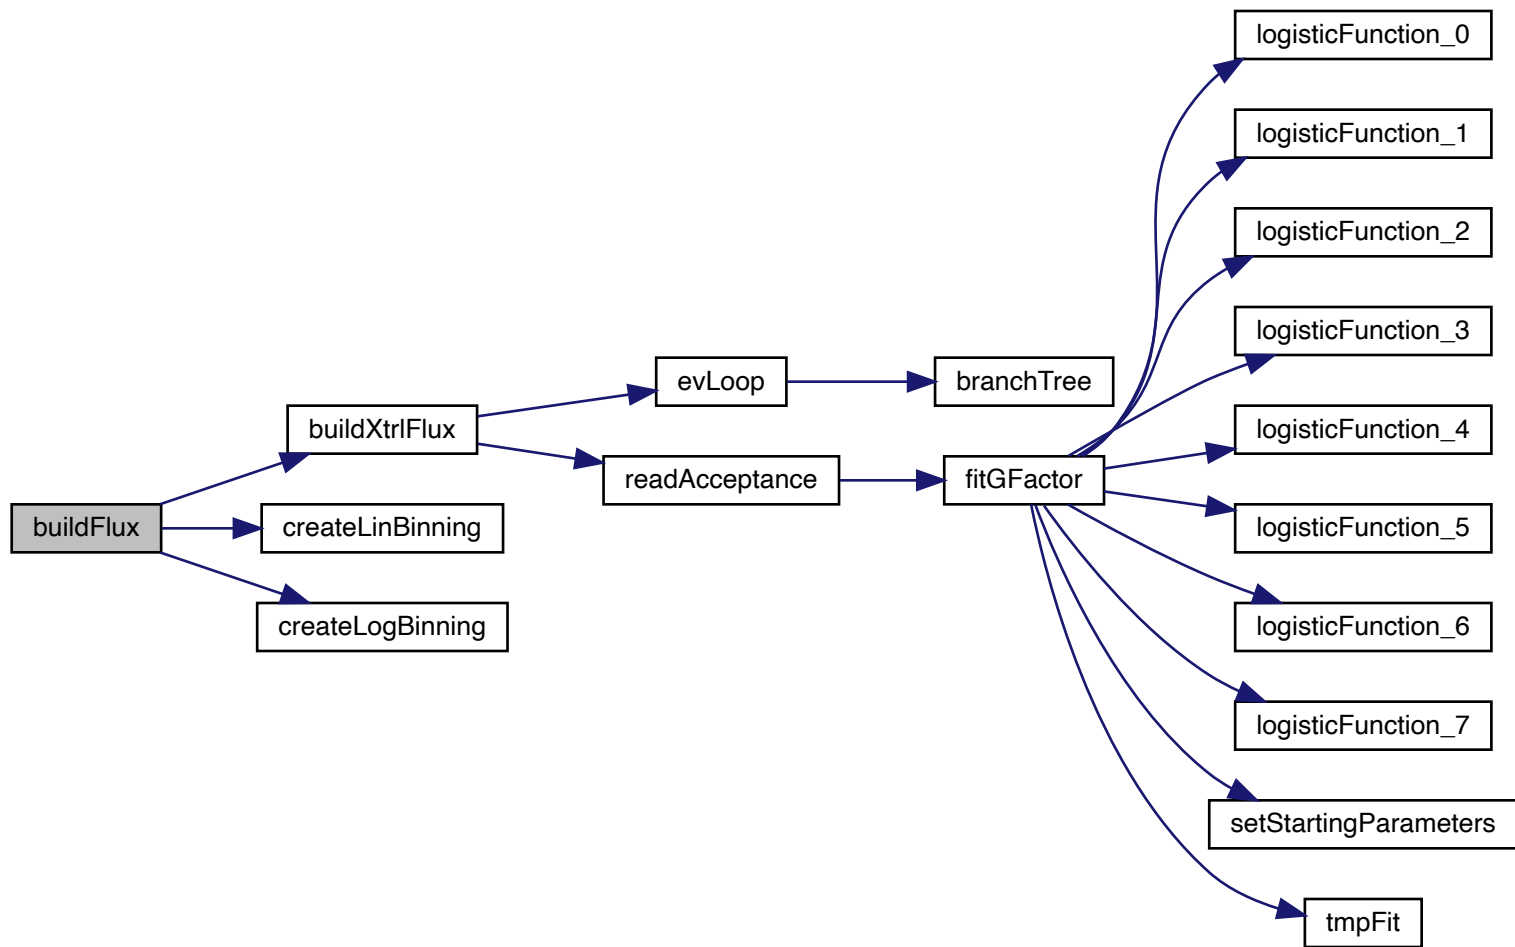 buildFlux
buildXtrlFlux
createLinBinning
createLogBinning
evLoop
readAcceptance
branchTree
fitGFactor
logisticFunction_0
logisticFunction_1
logisticFunction_2
logisticFunction_3
logisticFunction_4
logisticFunction_5
logisticFunction_6
logisticFunction_7
setStartingParameters
tmpFit